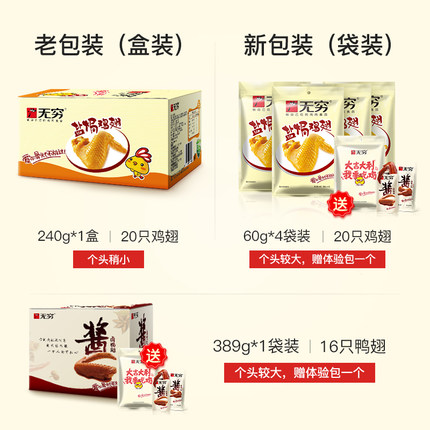 老包装（盒装）
新包装（袋装）
无穷
盐焗鸡翅
无穷
盐焗鸡翅
无穷
大吉大利
我要吃鸡
送
240g*1盒 | 20只鸡翅
个头稍小
60g*4袋装 | 20只鸡翅
个头较大，赠体验包一个
无穷
酱
无穷
大吉大利
我要吃鸡
送
389g*1袋装 | 16只鸭翅
个头较大，赠体验包一个